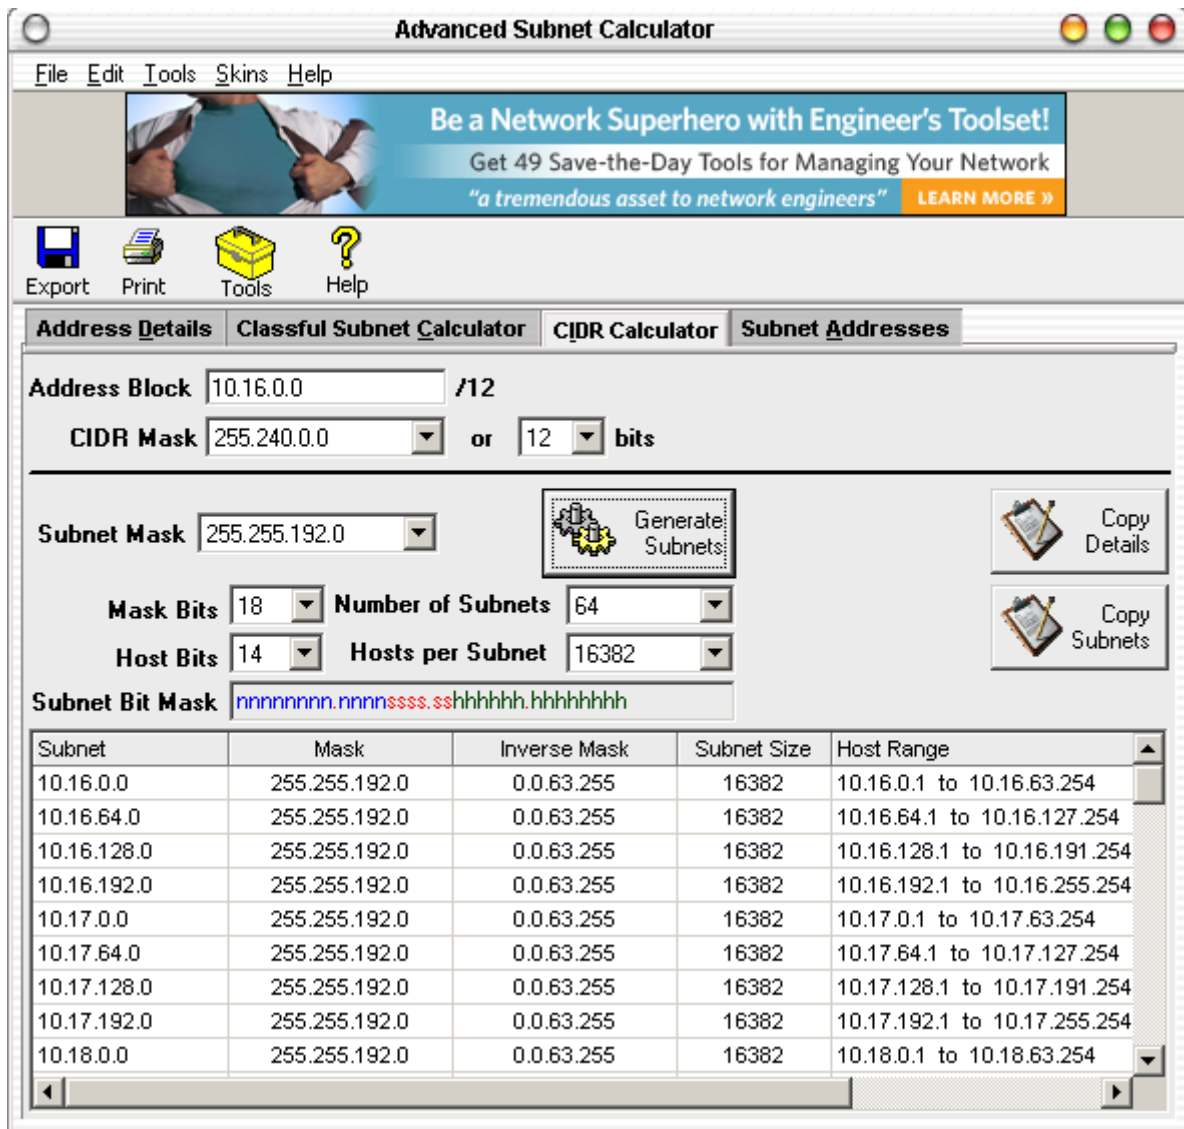 Advanced Subnet Calculator
File Edit Tools Skins Help
Be a Network Superhero with Engineer's Toolset!
Get 49 Save-the-Day Tools for Managing Your Network
"a tremendous asset to network engineers" LEARN MORE »
Export Print Tools Help
Address Details Classful Subnet Calculator CIDR Calculator Subnet Addresses
Address Block 10.16.0.0 /12
CIDR Mask 255.240.0.0 or 12 bits
Subnet Mask 255.255.192.0 Generate Subnets Copy Details
Mask Bits 18 Number of Subnets 64 Copy Subnets
Host Bits 14 Hosts per Subnet 16382
Subnet Bit Mask nnnnnnnn.nnnnssss.sshhhhhh.hhhhhhhh
Subnet Mask Inverse Mask Subnet Size Host Range
10.16.0.0 255.255.192.0 0.0.63.255 16382 10.16.0.1 to 10.16.63.254
10.16.64.0 255.255.192.0 0.0.63.255 16382 10.16.64.1 to 10.16.127.254
10.16.128.0 255.255.192.0 0.0.63.255 16382 10.16.128.1 to 10.16.191.254
10.16.192.0 255.255.192.0 0.0.63.255 16382 10.16.192.1 to 10.16.255.254
10.17.0.0 255.255.192.0 0.0.63.255 16382 10.17.0.1 to 10.17.63.254
10.17.64.0 255.255.192.0 0.0.63.255 16382 10.17.64.1 to 10.17.127.254
10.17.128.0 255.255.192.0 0.0.63.255 16382 10.17.128.1 to 10.17.191.254
10.17.192.0 255.255.192.0 0.0.63.255 16382 10.17.192.1 to 10.17.255.254
10.18.0.0 255.255.192.0 0.0.63.255 16382 10.18.0.1 to 10.18.63.254